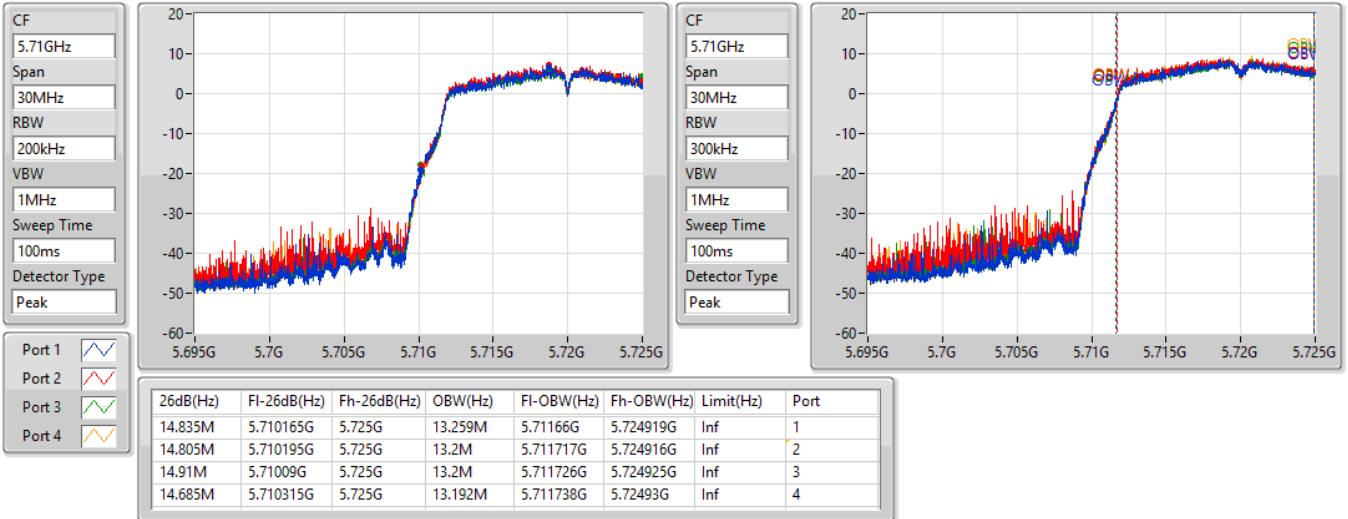 CF
5.71GHz
Span
30MHz
RBW
200kHz
VBW
1MHz
Sweep Time
100ms
Detector Type
Peak
20
10
0
-10
-20
-30
-40
-50
-60
5.695G 5.7G 5.705G 5.71G 5.715G 5.72G 5.725G
CF
5.71GHz
Span
30MHz
RBW
300kHz
VBW
1MHz
Sweep Time
100ms
Detector Type
Peak
20
10
0
-10
-20
-30
-40
-50
-60
OBW
OBW
5.695G 5.7G 5.705G 5.71G 5.715G 5.72G 5.725G
Port 1
Port 2
Port 3
Port 4
26dB(Hz) Fl-26dB(Hz) Fh-26dB(Hz) OBW(Hz) Fl-OBW(Hz) Fh-OBW(Hz) Limit(Hz) Port
14.835M 5.710165G 5.725G 13.259M 5.71166G 5.724919G Inf 1
14.805M 5.710195G 5.725G 13.2M 5.711717G 5.724916G Inf 2
14.91M 5.71009G 5.725G 13.2M 5.711726G 5.724925G Inf 3
14.685M 5.710315G 5.725G 13.192M 5.711738G 5.72493G Inf 4